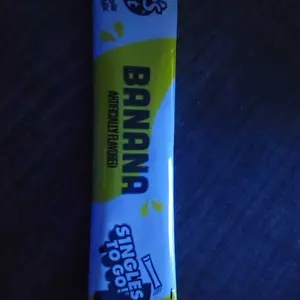 BANANA
ARTIFICIALLY FLAVORED
SINGLES
TO GO!